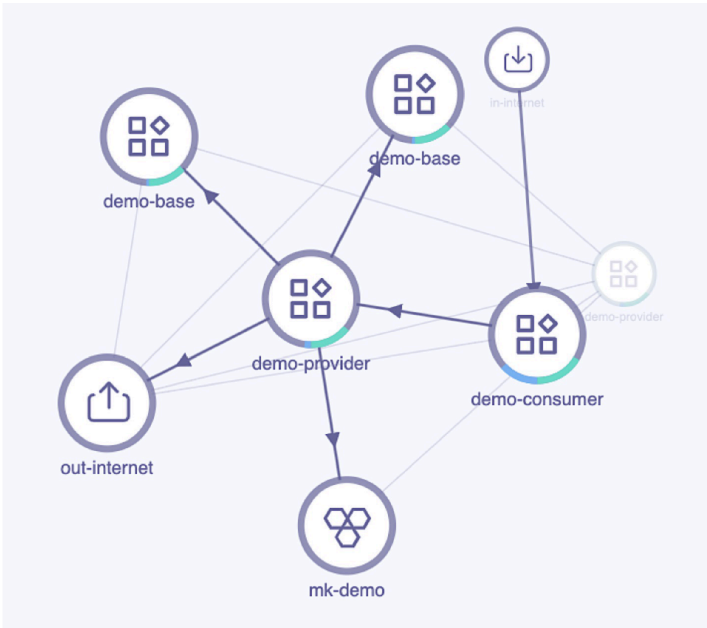 in-internet
demo-base
demo-base
demo-provider
demo-provider
demo-consumer
out-internet
mk-demo